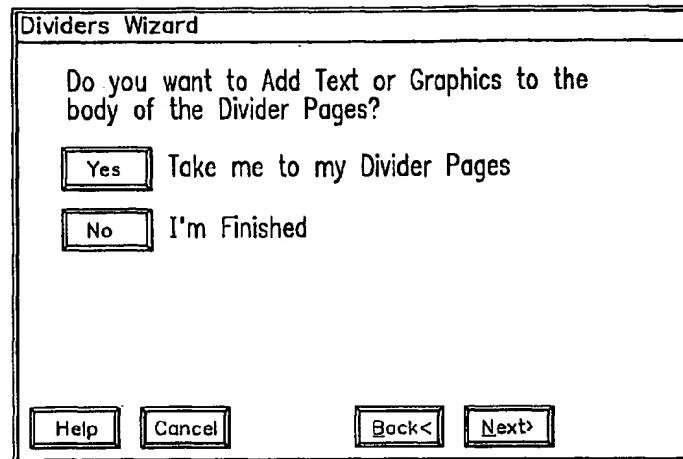 Dividers Wizard
Do you want to Add Text or Graphics to the
body of the Divider Pages?
Yes Take me to my Divider Pages
No I'm Finished
Help Cancel Back< Next>